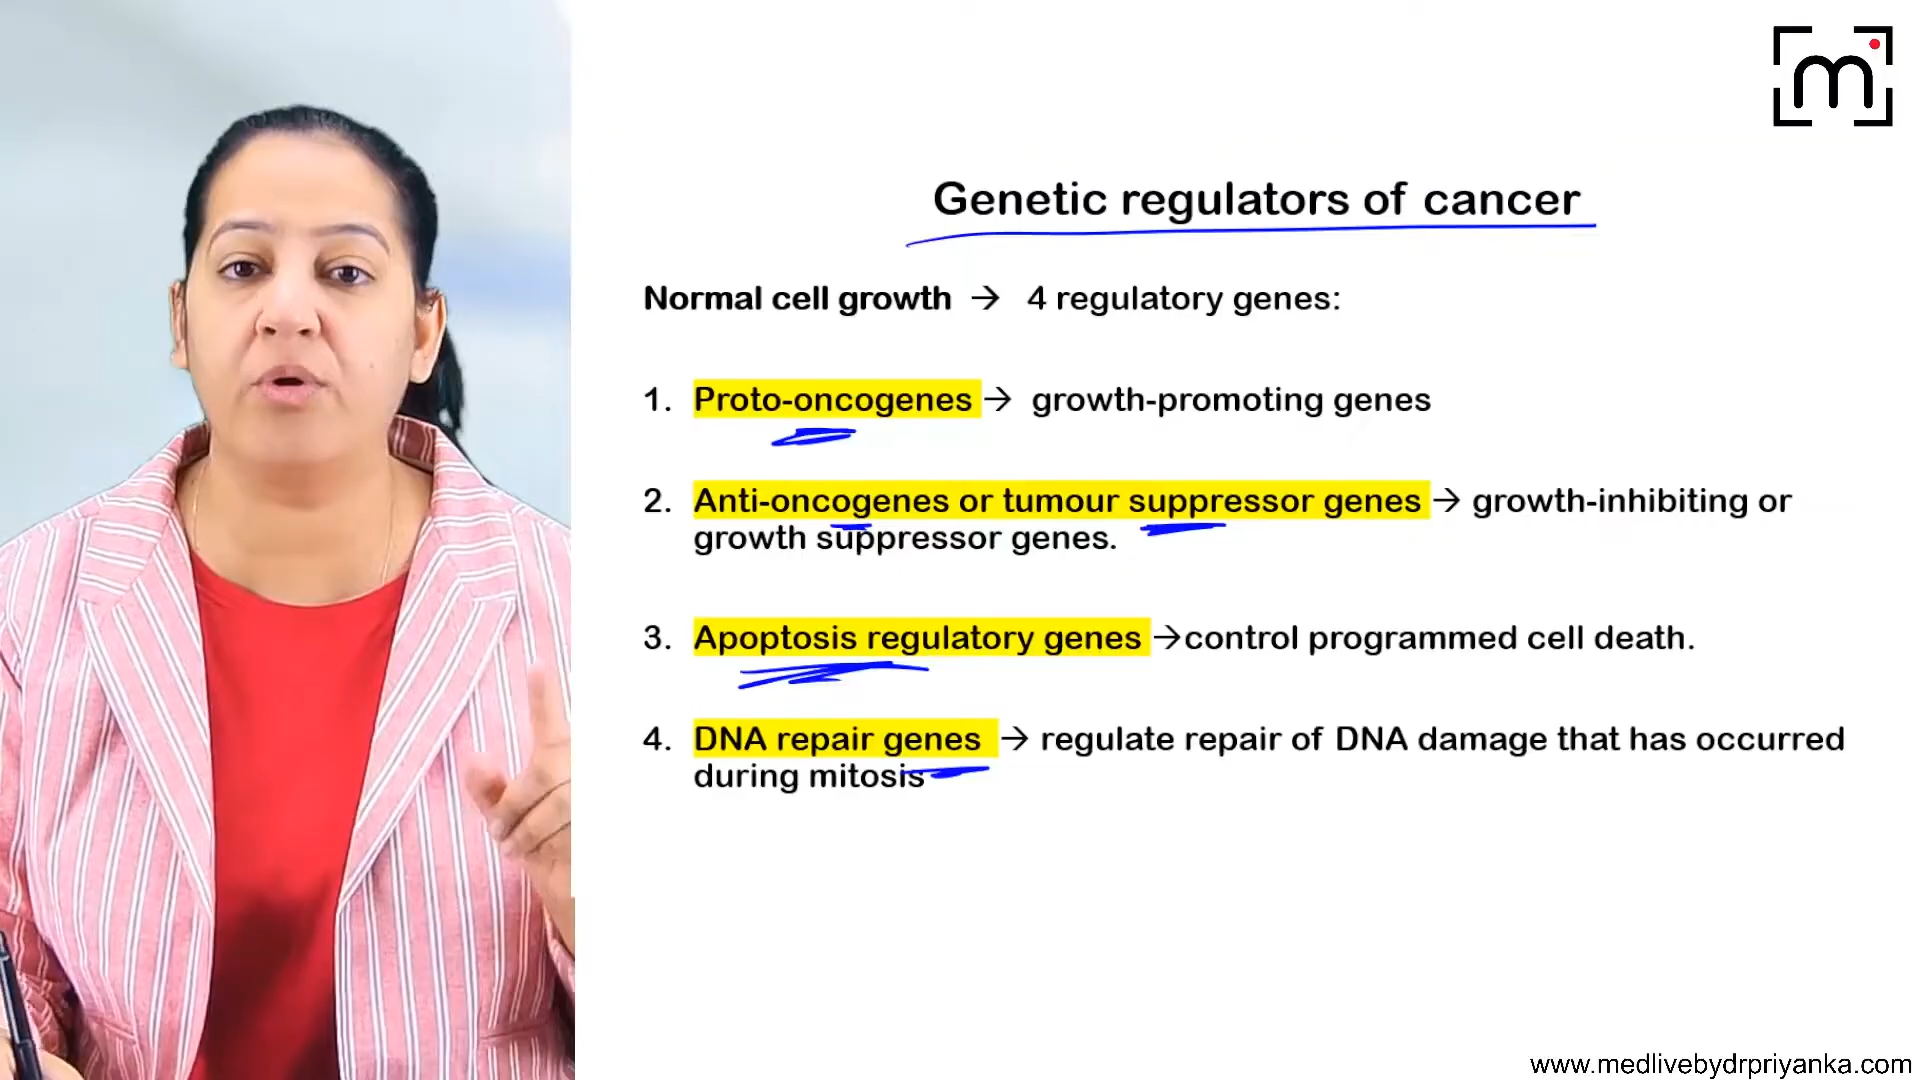 m
Genetic regulators of cancer
Normal cell growth → 4 regulatory genes:
1. Proto-oncogenes → growth-promoting genes
2. Anti-oncogenes or tumour suppressor genes → growth-inhibiting or
growth suppressor genes.
3. Apoptosis regulatory genes →control programmed cell death.
4. DNA repair genes → regulate repair of DNA damage that has occurred
during mitosis
www.medlivebydrpriyanka.com